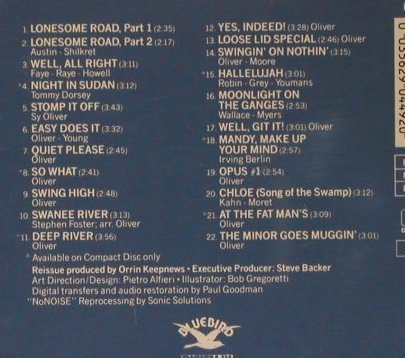 1. LONESOME ROAD, Part 1 (2:35)
2. LONESOME ROAD, Part 2 (2:17)
Austin - Shilkret
3. WELL, ALL RIGHT (3:11)
Faye - Raye - Howell
*4. NIGHT IN SUDAN (3:12)
Tommy Dorsey
5. STOMP IT OFF (3:43)
Sy Oliver
6. EASY DOES IT (3:32)
Oliver - Young
7. QUIET PLEASE (2:45)
Oliver
*8. SO WHAT (2:41)
Oliver
9. SWING HIGH (2:48)
Oliver
10. SWANEE RIVER (3:13)
Stephen Foster; arr. Oliver
*11. DEEP RIVER (3:56)
Oliver
* Available on Compact Disc only
12. YES, INDEED! (3:28) Oliver
13. LOOSE LID SPECIAL (2:46) Oliver
14. SWINGIN' ON NOTHIN' (3:15)
Oliver - Moore
*15. HALLELUJAH (3:01)
Robin - Grey - Youmans
16. MOONLIGHT ON
THE GANGES (2:53)
Wallace - Myers
17. WELL, GIT IT! (3:01) Oliver
*18. MANDY, MAKE UP
YOUR MIND (2:57)
Irving Berlin
19. OPUS #1 (2:54)
Oliver
20. CHLOE (Song of the Swamp) (3:12)
Kahn - Moret
*21. AT THE FAT MAN'S (3:09)
Oliver
22. THE MINOR GOES MUGGIN' (3:01)
Oliver
Reissue produced by Orrin Keepnews • Executive Producer: Steve Backer
Art Direction/Design: Pietro Alfieri • Illustrator: Bob Gregoretti
Digital transfers and audio restoration by Paul Goodman
"NoNOISE" Reprocessing by Sonic Solutions
BLUEBIRD
0 035629 044920